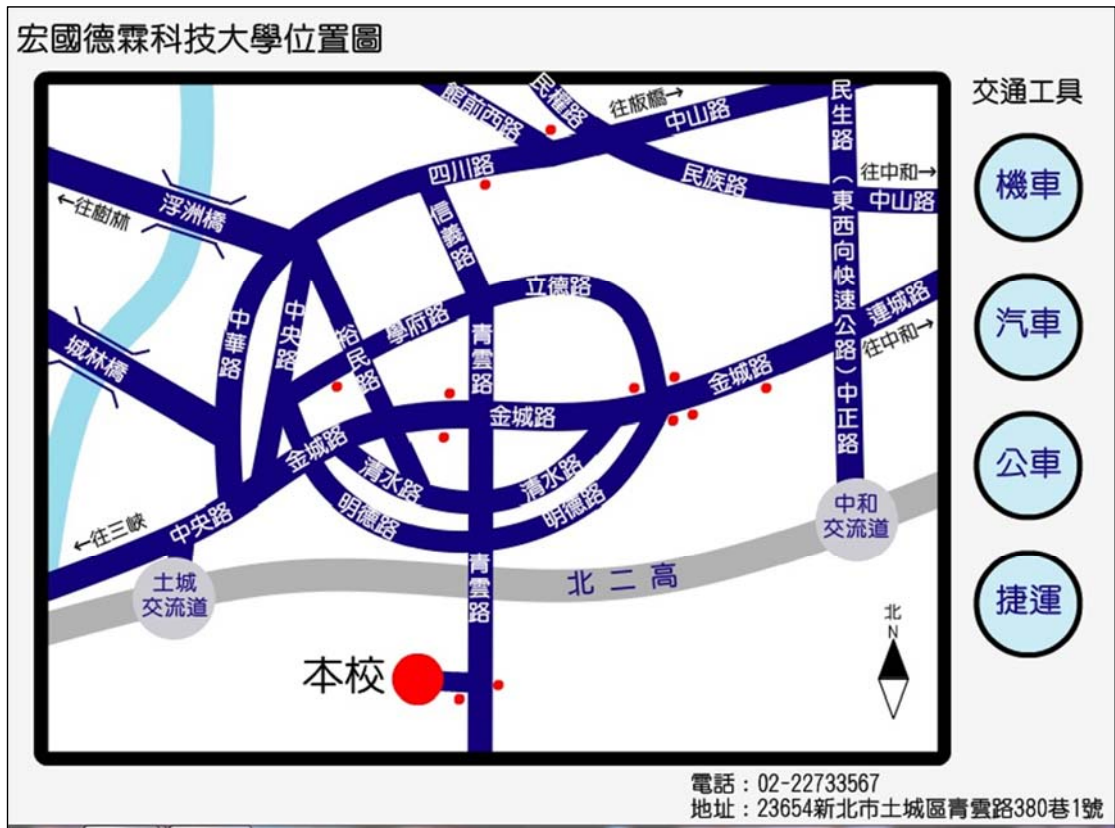 宏國德霖科技大學位置圖
交通工具
機車
汽車
公車
捷運
館前西路
民權路
往板橋→
中山路
民生路(東西向快速公路)中正路
四川路
民族路
往中和→
中山路
浮洲橋
←往樹林
信義路
立德路
連城路
往中和→
中華路
中央路
裕民路
學府路
青雲路
金城路
城林橋
金城路
金城路
清水路
清水路
明德路
明德路
中央路
←往三峽
中和
交流道
土城
交流道
北二高
青雲路
北
N
本校
電話:02-22733567
地址:23654新北市土城區青雲路380巷1號